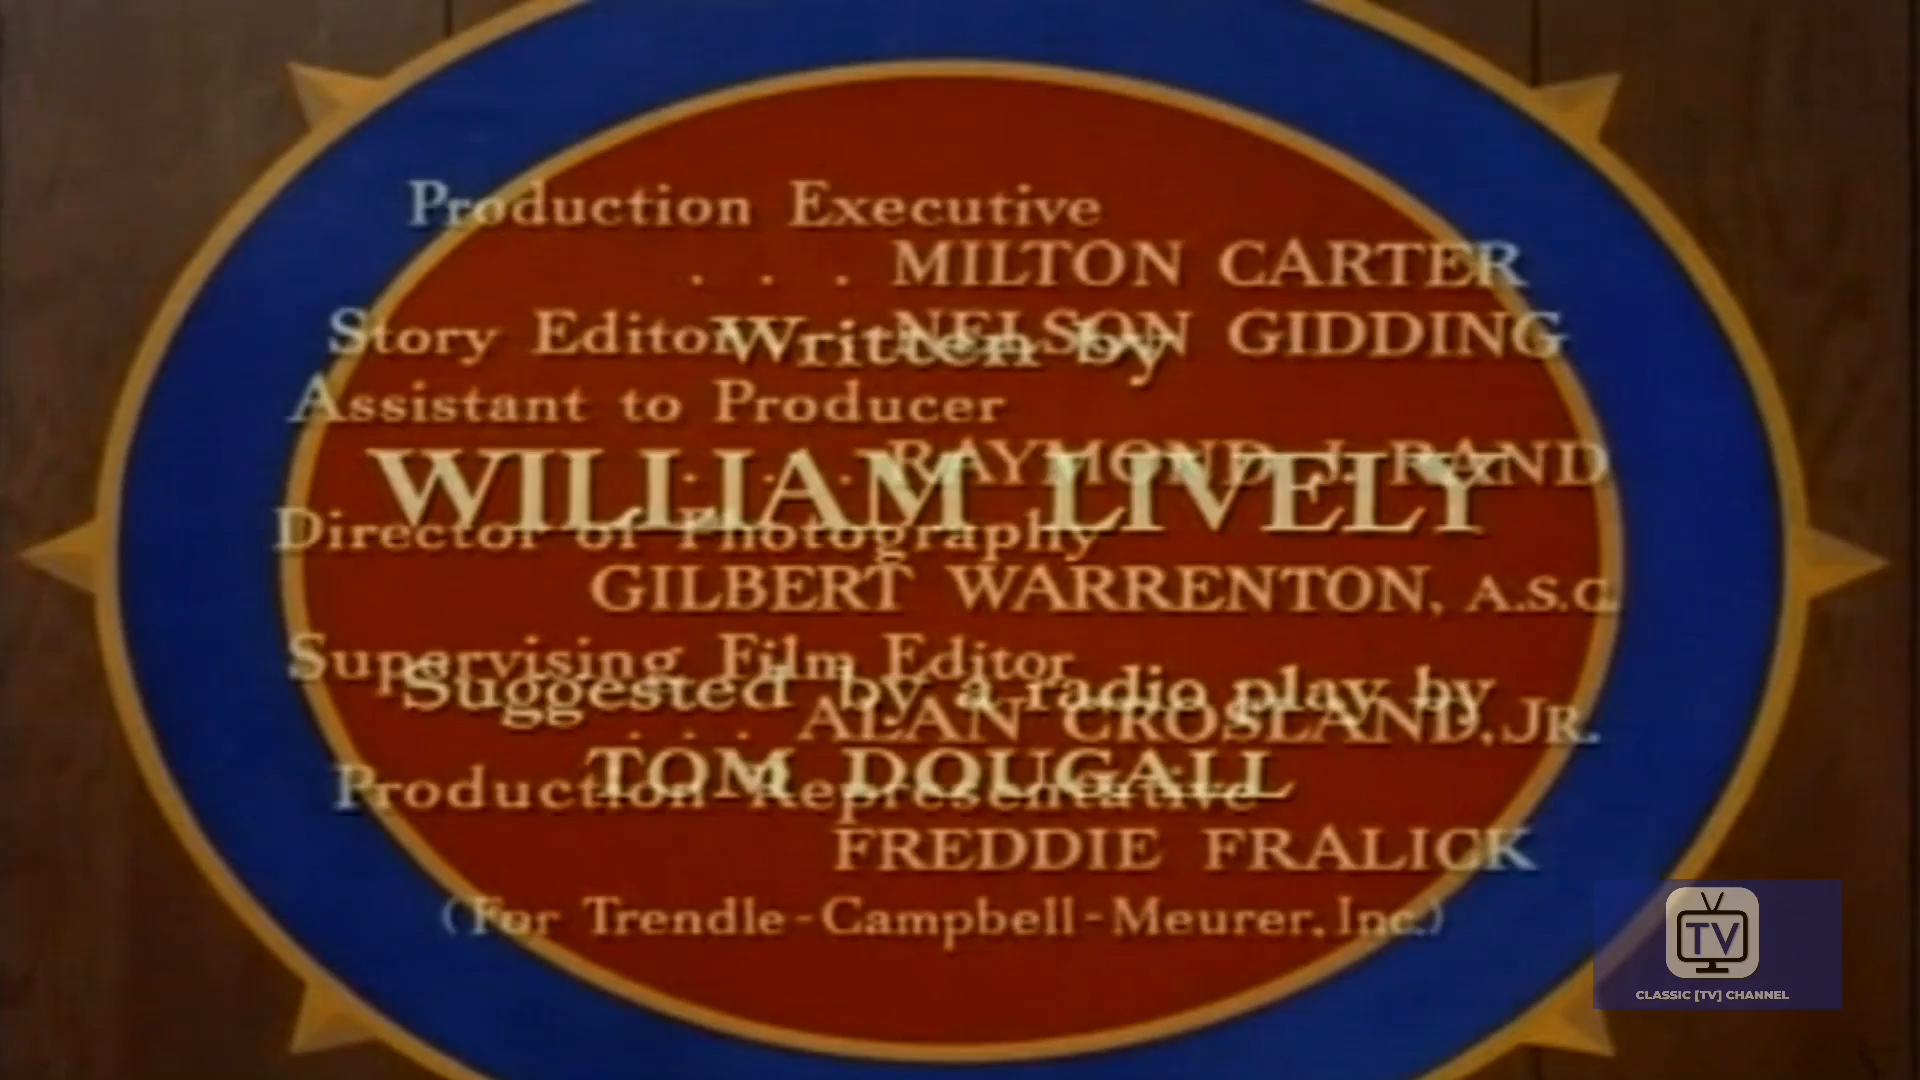 Production Executive
. . . MILTON CARTER
Story Editor . . NELSON GIDDING
Assistant to Producer
. . . RAYMOND J. RAND
Director of Photography
GILBERT WARRENTON, A.S.C.
Supervising Film Editor
. . . ALAN CROSLAND, JR.
Production Representative
FREDDIE FRALICK
(For Trendle-Campbell-Meurer, Inc.)
Written by
WILLIAM LIVELY
Suggested by a radio play by
TOM DOUGALL
TV
CLASSIC [TV] CHANNEL